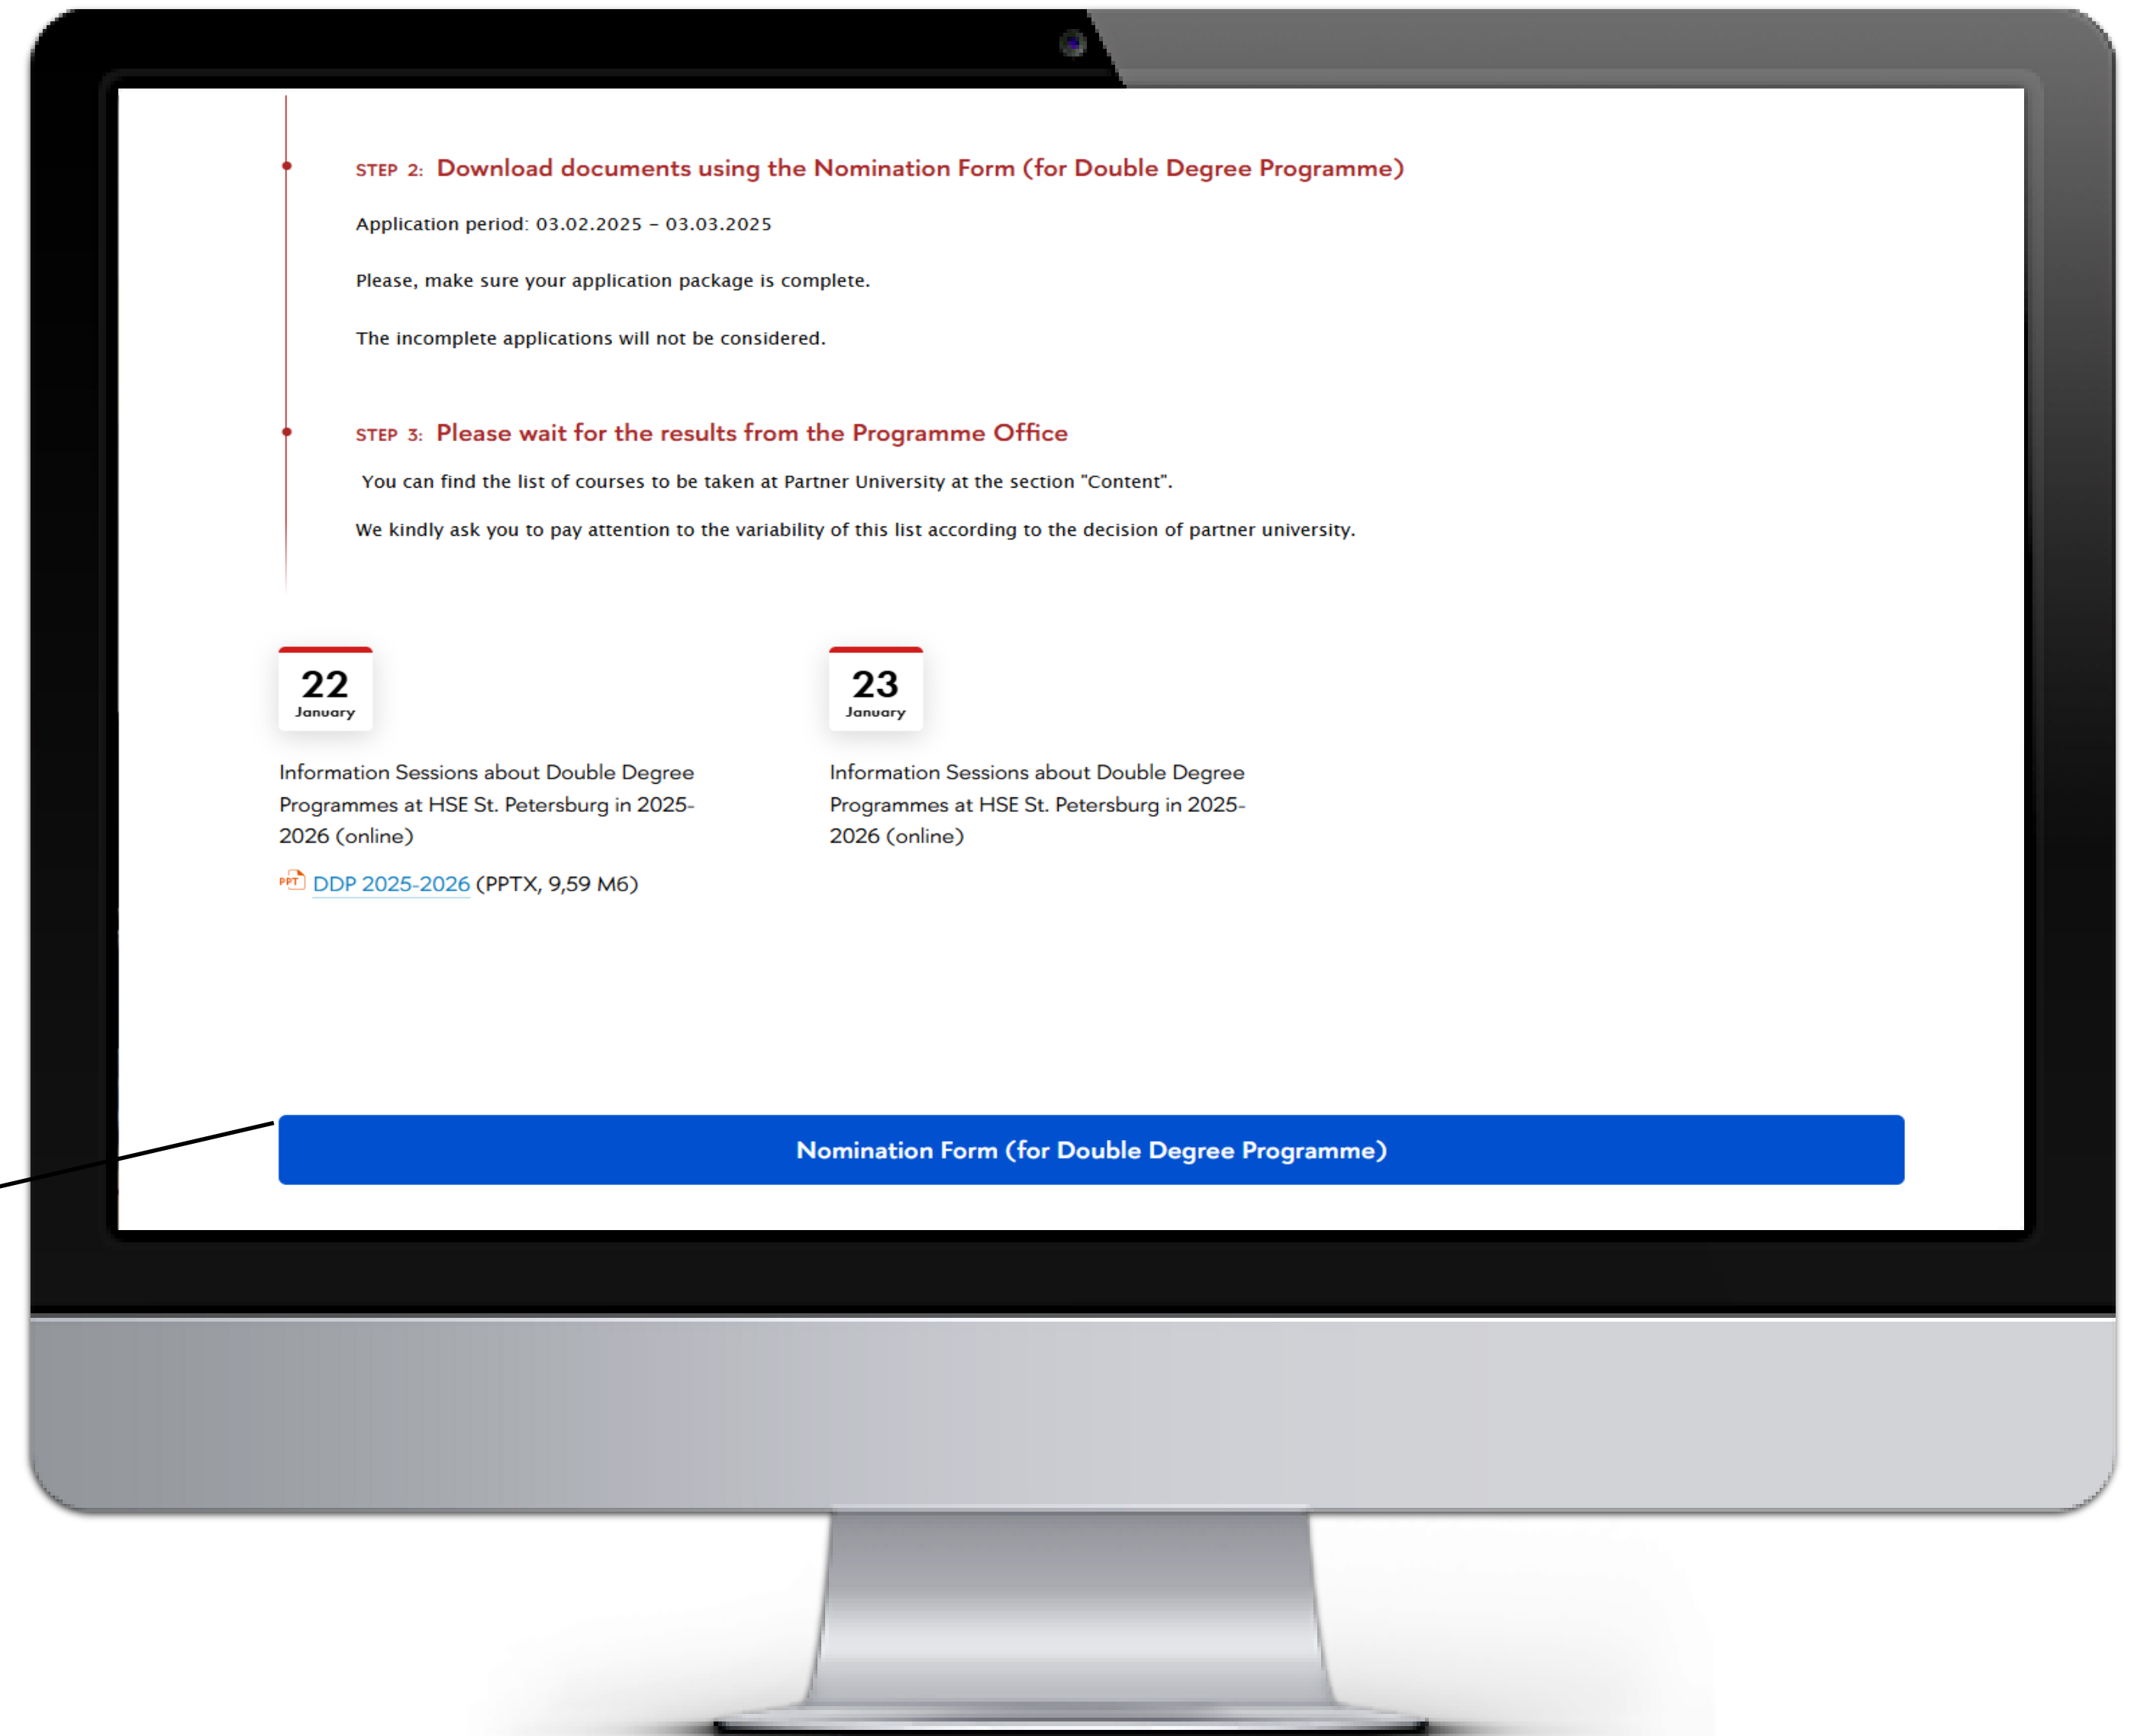 STEP 2: Download documents using the Nomination Form (for Double Degree Programme)
Application period: 03.02.2025 – 03.03.2025
Please, make sure your application package is complete.
The incomplete applications will not be considered.
STEP 3: Please wait for the results from the Programme Office
You can find the list of courses to be taken at Partner University at the section "Content".
We kindly ask you to pay attention to the variability of this list according to the decision of partner university.
22
January
Information Sessions about Double Degree
Programmes at HSE St. Petersburg in 2025-
2026 (online)
PPT DDP 2025-2026 (PPTX, 9,59 Мб)
23
January
Information Sessions about Double Degree
Programmes at HSE St. Petersburg in 2025-
2026 (online)
Nomination Form (for Double Degree Programme)